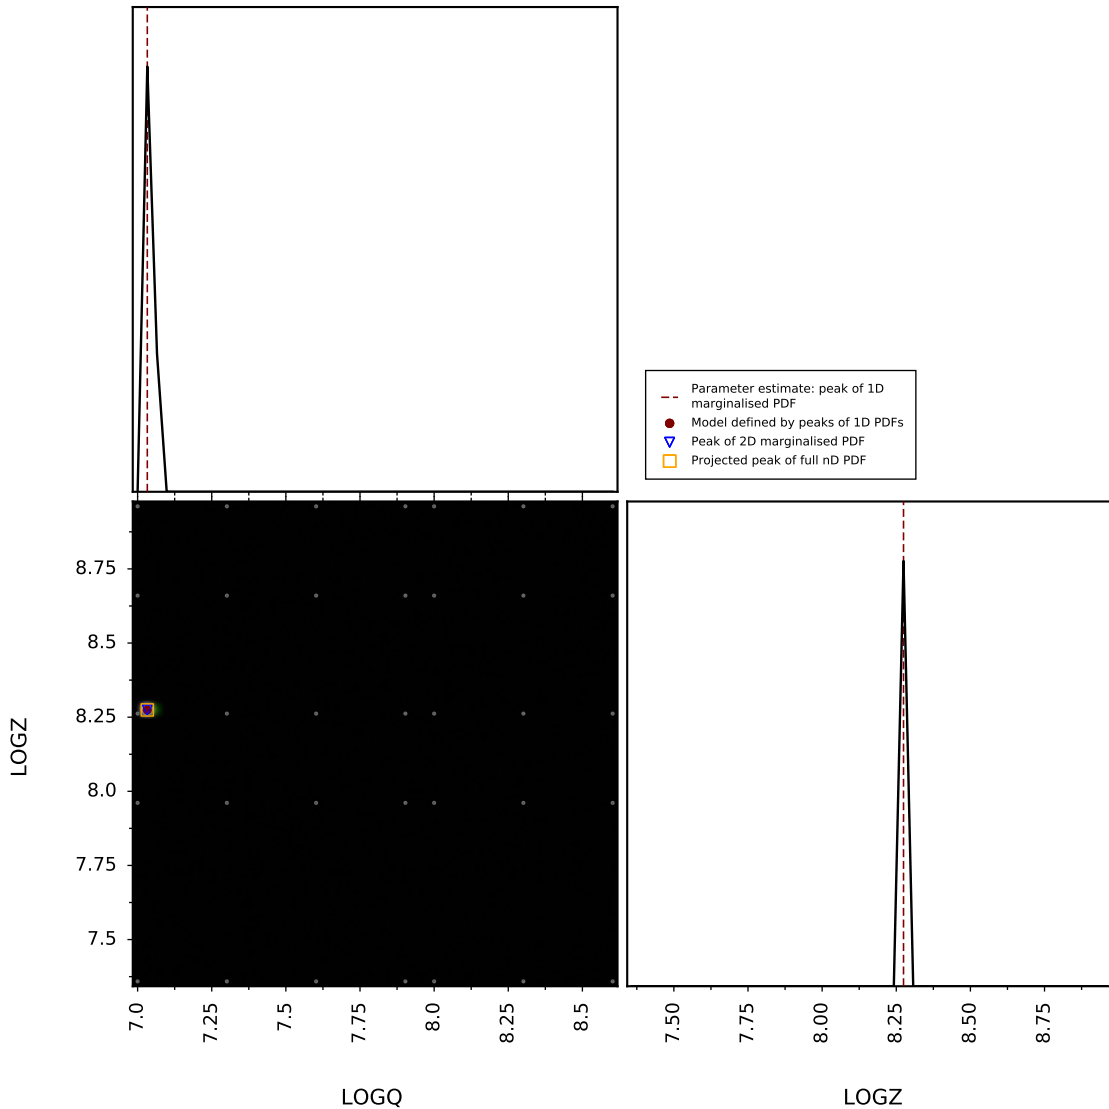 Parameter estimate: peak of 1D
marginalised PDF
Model defined by peaks of 1D PDFs
Peak of 2D marginalised PDF
Projected peak of full nD PDF
LOGZ
8.75
8.5
8.25
8.0
7.75
7.5
7.0
7.25
7.5
7.75
8.0
8.25
8.5
LOGQ
7.50
7.75
8.00
8.25
8.50
8.75
LOGZ